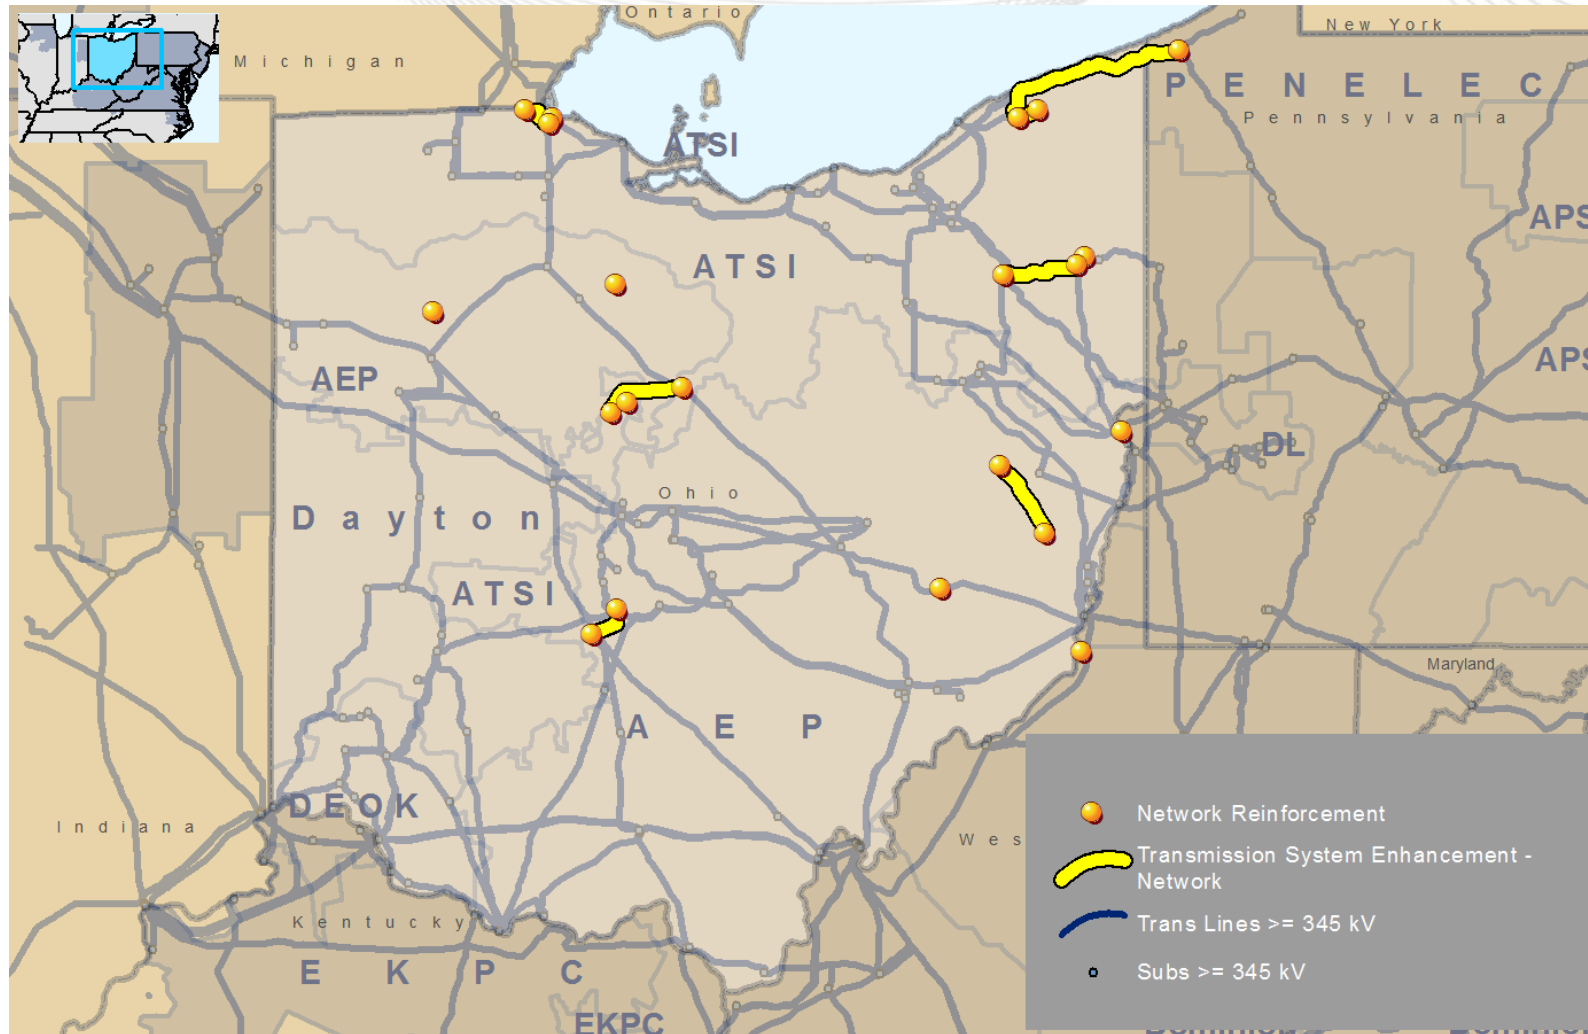 Ontario
New York
Michigan
PENELEC
Pennsylvania
ATSI
APS
ATSI
APS
AEP
DL
Ohio
Dayton
ATSI
Maryland
AEP
DEOK
Indiana
Wes
Kentucky
EKPC
EKPC
Network Reinforcement
Transmission System Enhancement -
Network
Trans Lines >= 345 kV
Subs >= 345 kV